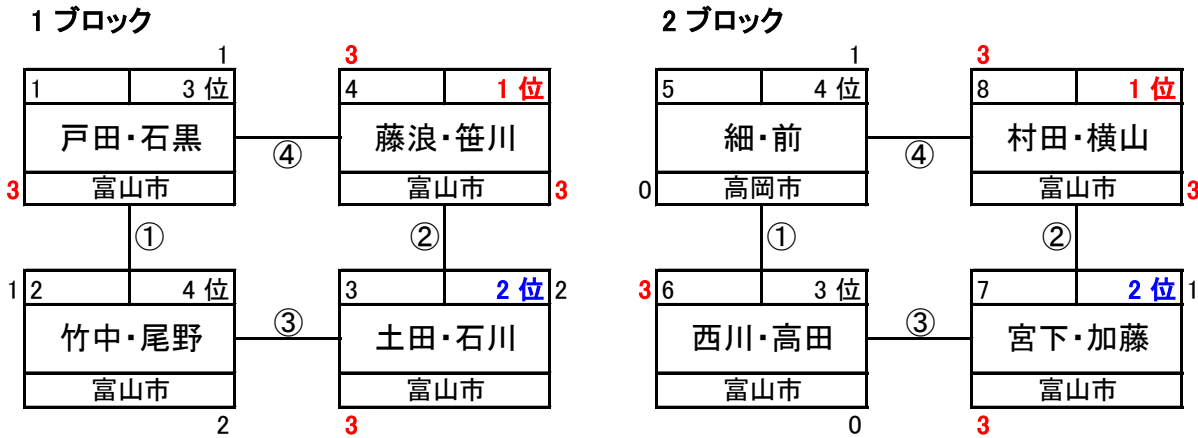 1 ブロック
2 ブロック
1 3
1 3
1 3 位 4 1 位
5 4 位 8 1 位
戸田・石黒 藤浪・笹川
細・前 村田・横山
④
④
3 富山市 富山市 3
0 高岡市 富山市 3
① ②
① ②
1 2 4 位 3 2 位 2
3 6 3 位 7 2 位 1
③
③
竹中・尾野 土田・石川
西川・高田 宮下・加藤
富山市 富山市
富山市 富山市
2 3
0 3